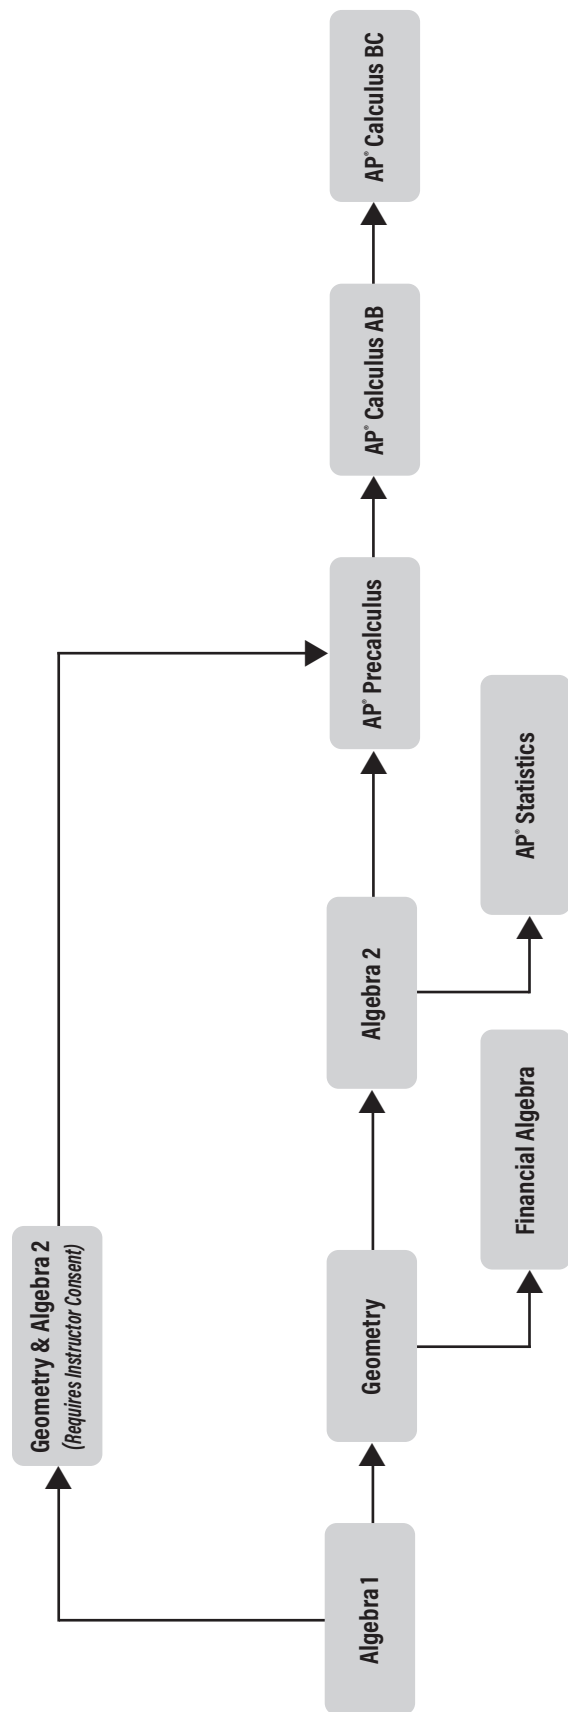 Geometry & Algebra 2
(Requires Instructor Consent)
Algebra 1
Geometry
Algebra 2
AP® Precalculus
AP® Calculus AB
AP® Calculus BC
Financial Algebra
AP® Statistics